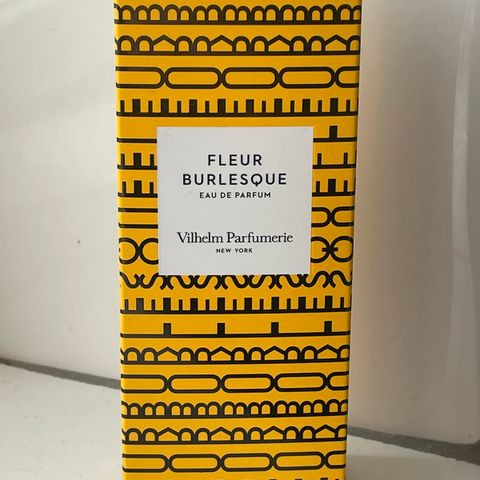 FLEUR
BURLESQUE
EAU DE PARFUM
Vilhelm Parfumerie
NEW YORK